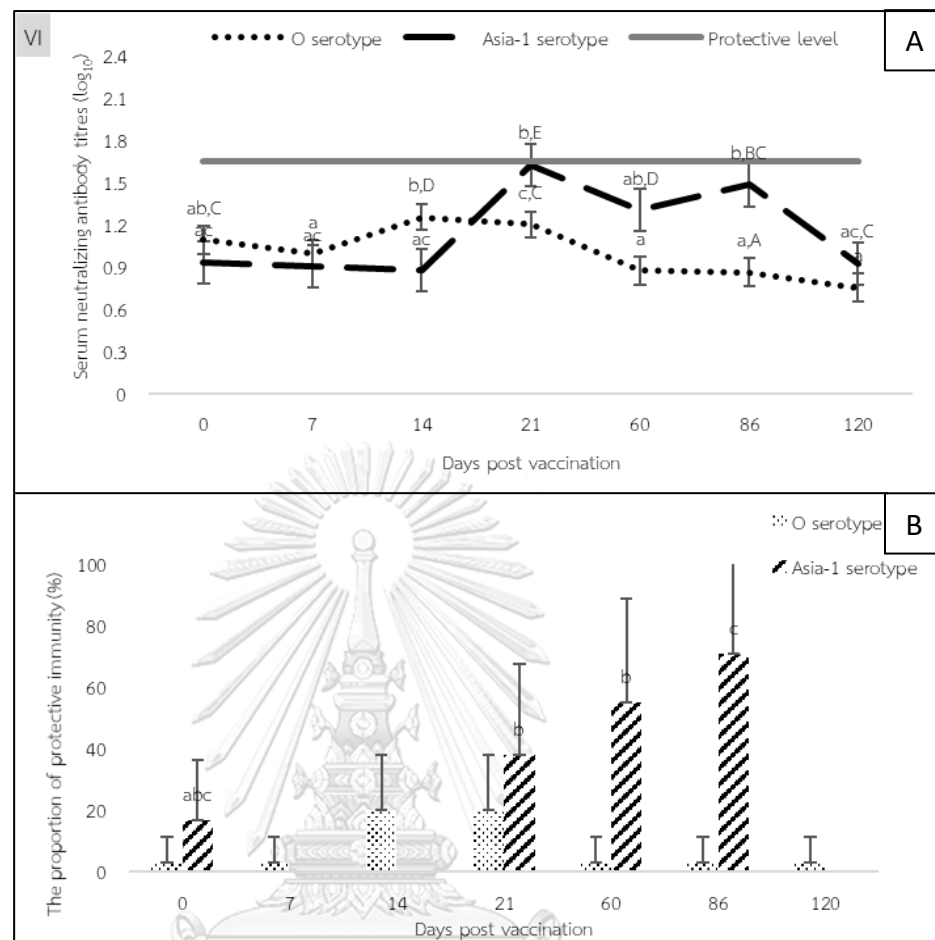 VI
O serotype Asia-1 serotype Protective level
A
Serum neutralizing antibody titres (log10)
2.4
2.1
1.8
1.5
1.2
0.9
0.6
0.3
0
ab,C
ac
a
ac
b,D
ac
b,E
c,C
ab,D
a
b,BC
a,A
ac,C
a
0 7 14 21 60 86 120
Days post vaccination
B
O serotype
Asia-1 serotype
The proportion of protective immunity (%)
100
80
60
40
20
0
abc
b
b
c
0 7 14 21 60 86 120
Days post vaccination